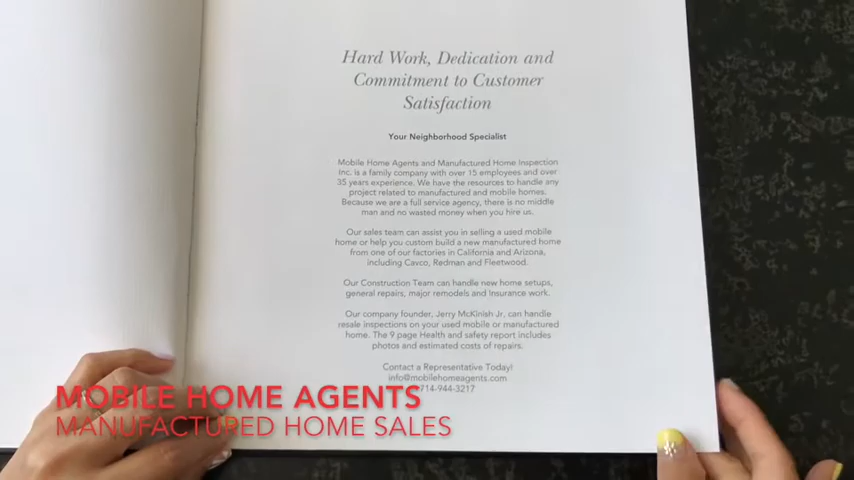 Hard Work, Dedication and
Commitment to Customer
Satisfaction
Your Neighborhood Specialist
Mobile Home Agents and Manufactured Home Inspection
Inc. is a family company with over 15 employees and over
35 years experience. We have the resources to handle any
project related to manufactured and mobile homes.
Because we are a full service agency, there is no middle
man and no wasted money when you hire us.
Our sales team can assist you in selling a used mobile
home or help you custom build a new manufactured home
from one of our factories in California and Arizona,
including Cavco, Redman and Fleetwood.
Our Construction Team can handle new home setups,
general repairs, major remodels and insurance work.
Our company founder, Jerry McKinish Jr, can handle
resale inspections on your used mobile or manufactured
home. The 9 page Health and safety report includes
photos and estimated costs of repairs.
Contact a Representative Today!
info@mobilehomeagents.com
714-944-3217
MOBILE HOME AGENTS
MANUFACTURED HOME SALES